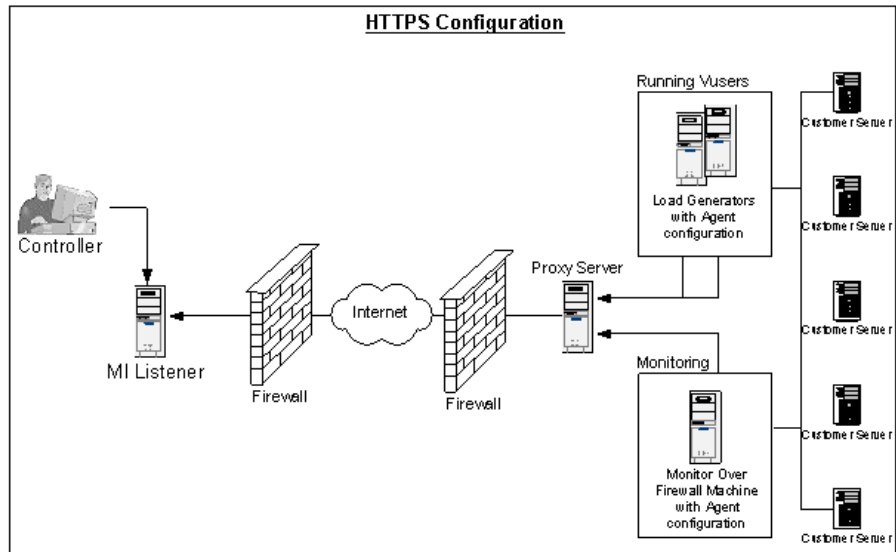 HTTPS Configuration
Running Vusers
Load Generators
with Agent
configuration
Controller
MI Listener
Firewall
Internet
Firewall
Proxy Server
Monitoring
Monitor Over
Firewall Machine
with Agent
configuration
Customer Server
Customer Server
Customer Server
Customer Server
Customer Server